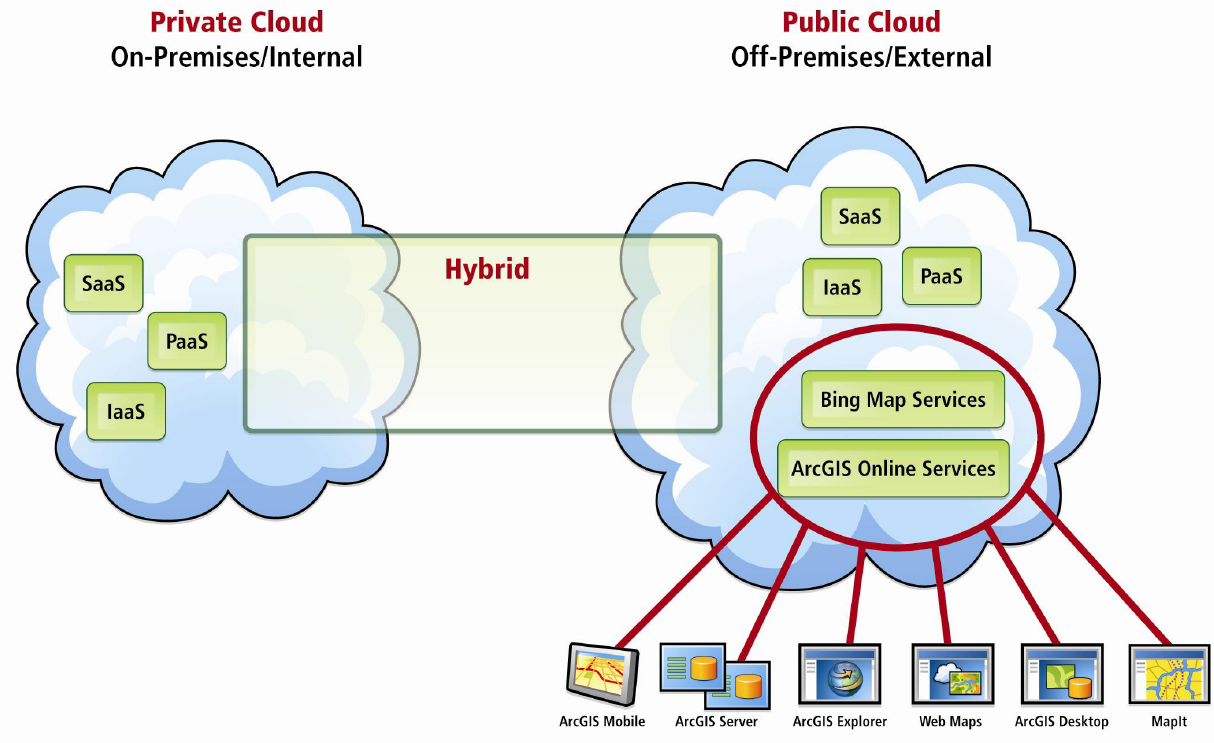 Private Cloud
On-Premises/Internal
Public Cloud
Off-Premises/External
SaaS
PaaS
IaaS
Hybrid
SaaS
IaaS
PaaS
Bing Map Services
ArcGIS Online Services
ArcGIS Mobile
ArcGIS Server
ArcGIS Explorer
Web Maps
ArcGIS Desktop
MapIt